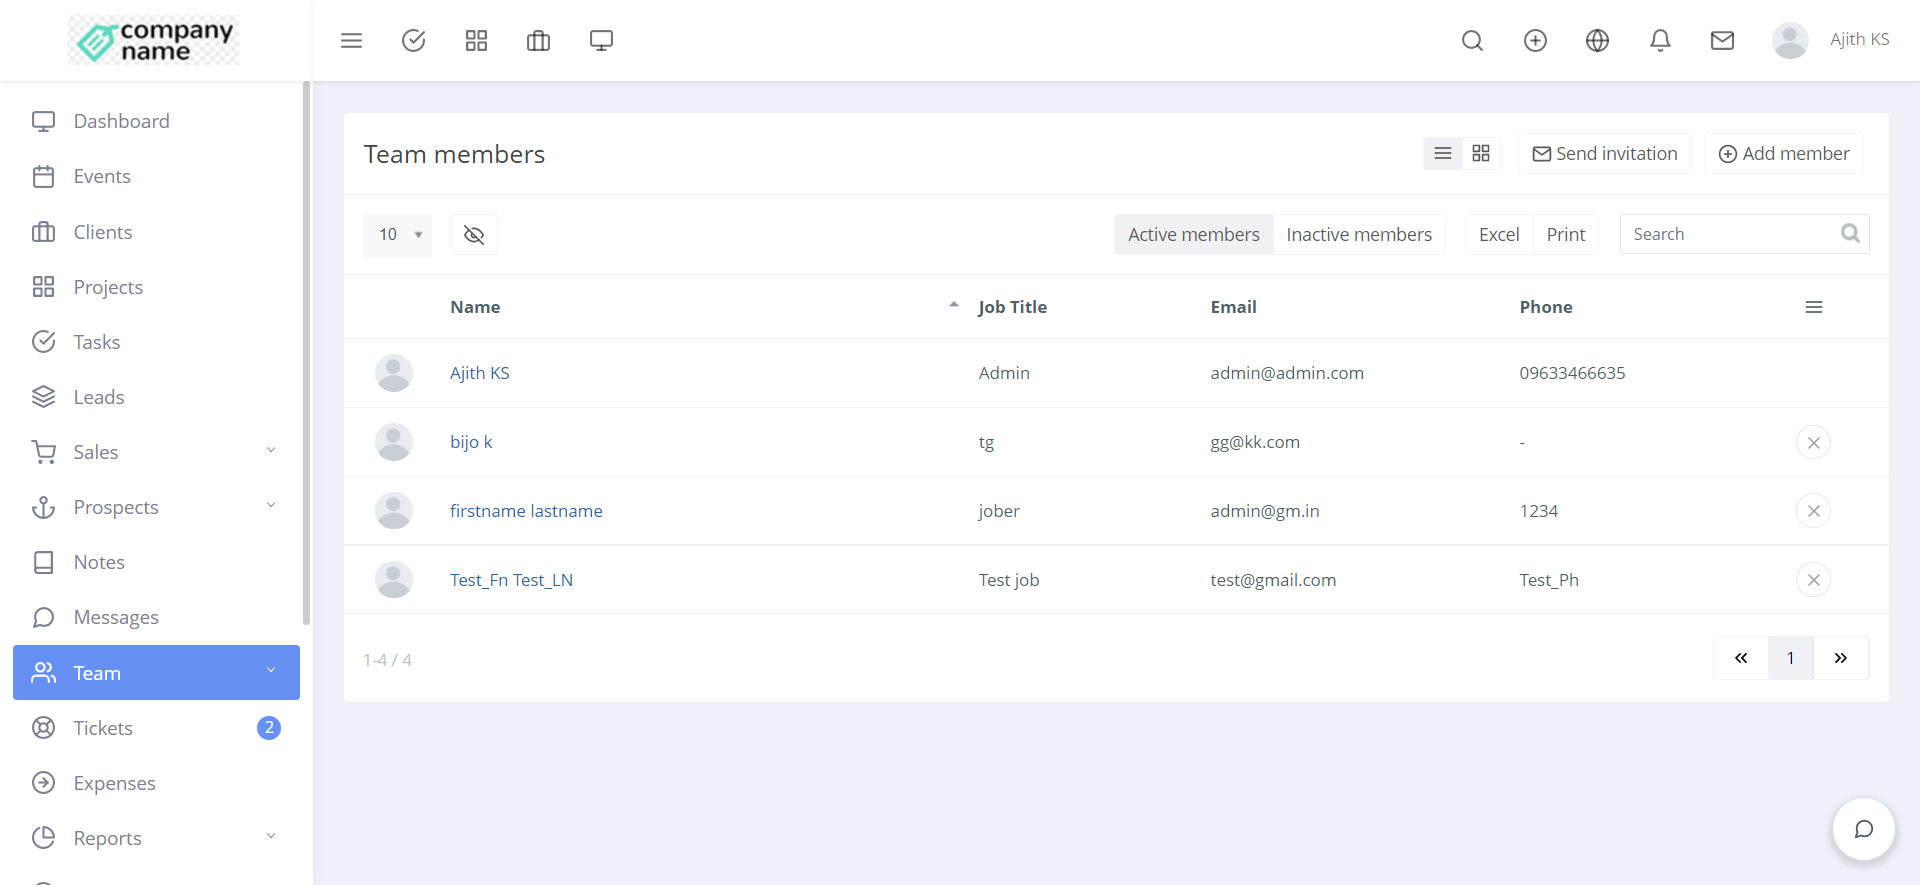 company
name
Ajith KS
Dashboard
Events
Clients
Projects
Tasks
Leads
Sales
Prospects
Notes
Messages
Team
Tickets 2
Expenses
Reports
Team members
Send invitation
Add member
10
Active members
Inactive members
Excel
Print
Search
Name Job Title Email Phone
Ajith KS Admin admin@admin.com 09633466635
bijo k tg gg@kk.com -
firstname lastname jober admin@gm.in 1234
Test_Fn Test_LN Test job test@gmail.com Test_Ph
1-4 / 4
« 1 »